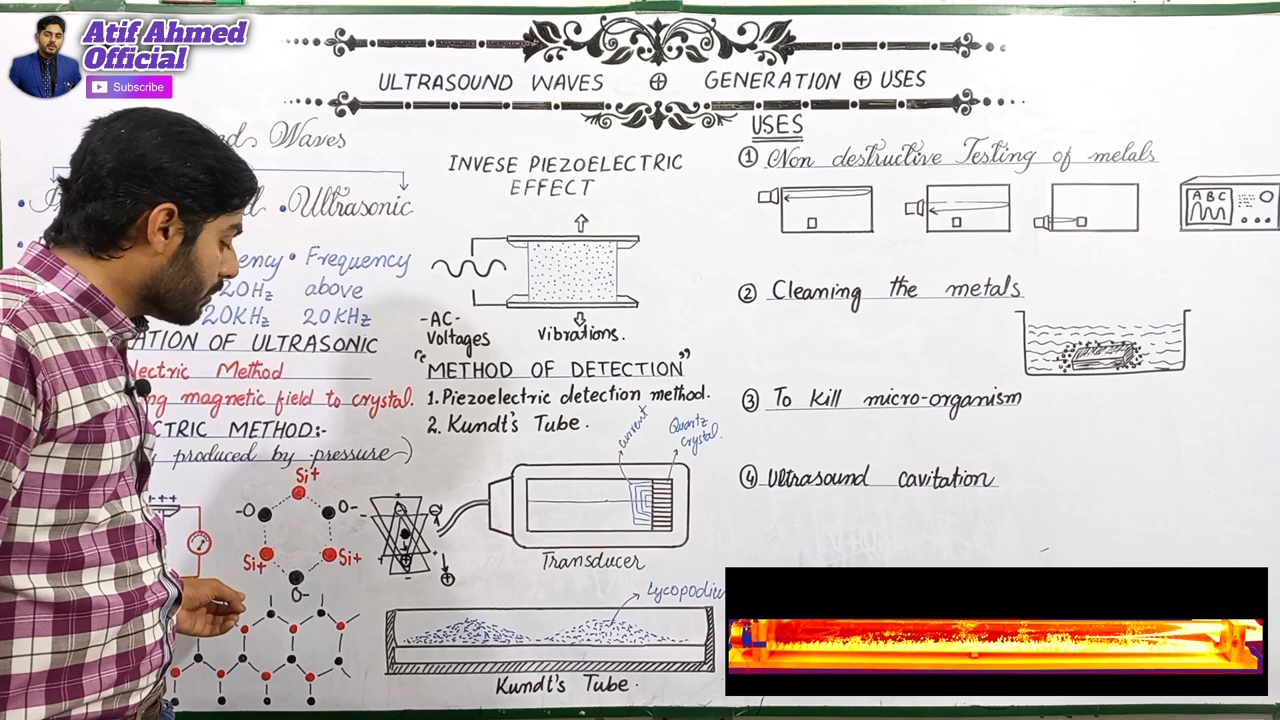 Atif Ahmed
Official
Subscribe
ULTRASOUND WAVES ⊕ GENERATION ⊕ USES
Waves
• Ultrasonic
• Frequency
20Hz above
20KHz 20KHz
ATION OF ULTRASONIC
lectric Method
ng magnetic field to crystal.
CTRIC METHOD:-
produced by pressure)
+++
Si+
-O O-
Si+ Si+
O-
INVESE PIEZOELECTRIC
EFFECT
-AC-
Voltages
Vibrations.
"METHOD OF DETECTION"
1. Piezoelectric detection method.
2. Kundt's Tube.
current
Quartz
crystal.
Transducer
Lycopodium
Kundt's Tube.
USES
① Non destructive Testing of metals
A B C
② Cleaning the metals
③ To Kill micro-organism
④ Ultrasound cavitation